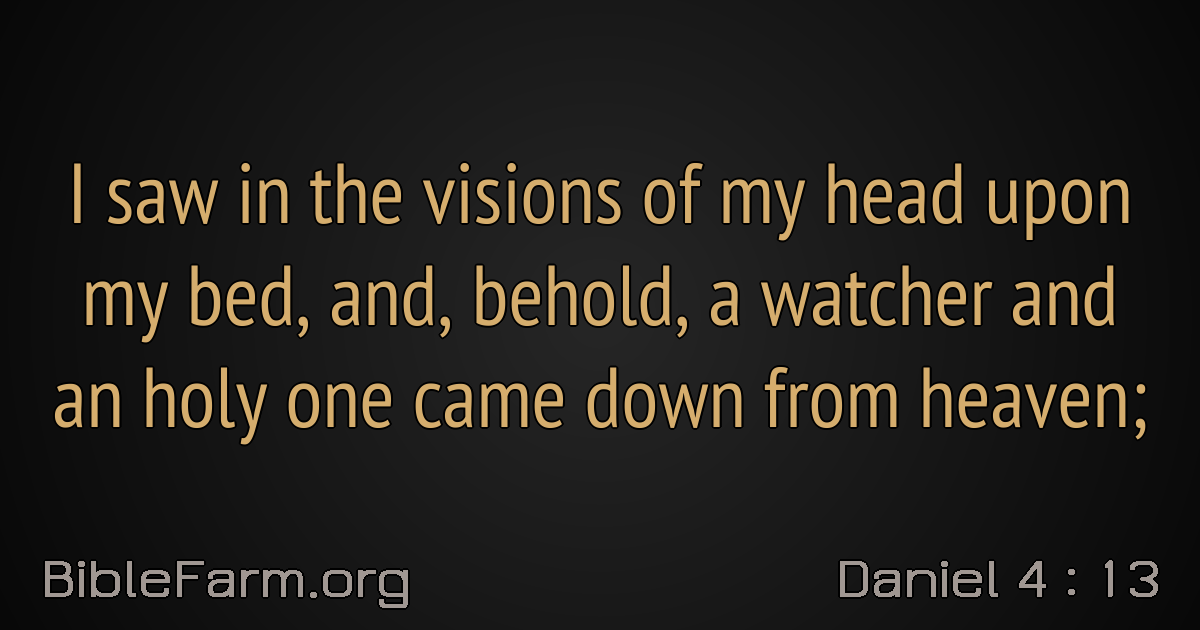 I saw in the visions of my head upon
my bed, and, behold, a watcher and
an holy one came down from heaven;
BibleFarm.org
Daniel 4 : 13